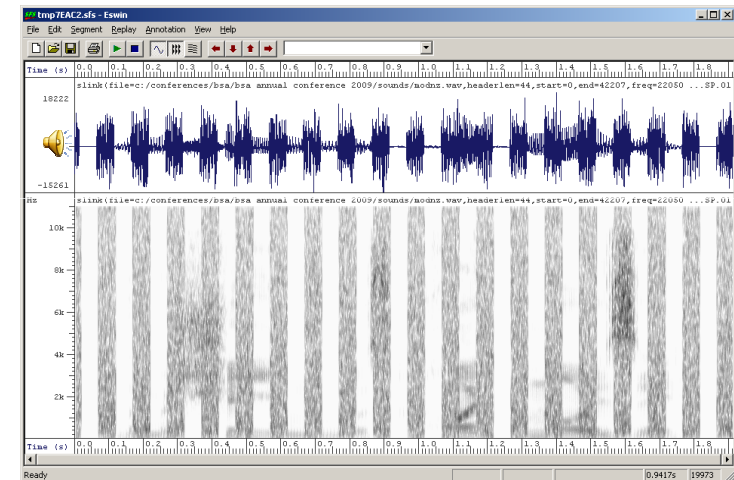 tmp7EAC2.sfs - Eswin
File Edit Segment Replay Annotation View Help
Time (s) 0.0 0.1 0.2 0.3 0.4 0.5 0.6 0.7 0.8 0.9 1.0 1.1 1.2 1.3 1.4 1.5 1.6 1.7 1.8
slink(file=c:/conferences/bsa/bsa annual conference 2009/sounds/modnz.wav,headerlen=44,start=0,end=42207,freq=22050 ...SP.01
18222
-15261
Hz slink(file=c:/conferences/bsa/bsa annual conference 2009/sounds/modnz.wav,headerlen=44,start=0,end=42207,freq=22050 ...SP.01
10k
8k
6k
4k
2k
Time (s) 0.0 0.1 0.2 0.3 0.4 0.5 0.6 0.7 0.8 0.9 1.0 1.1 1.2 1.3 1.4 1.5 1.6 1.7 1.8
Ready 0.9417s 19973